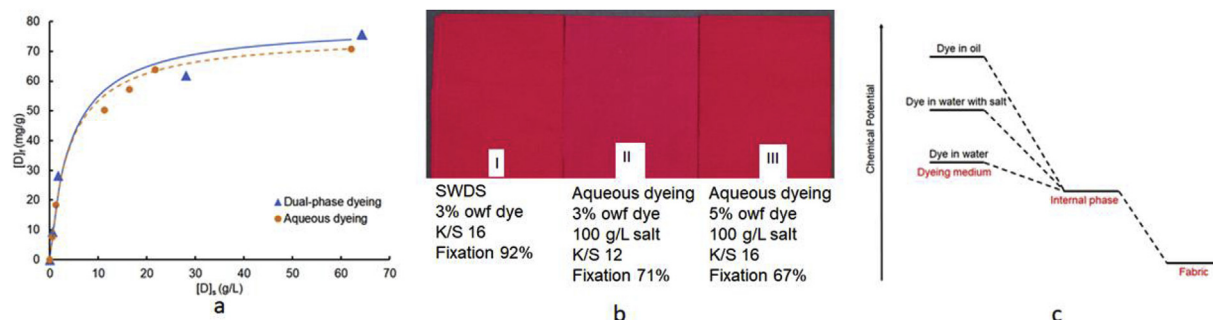 80
70
60
50
40
30
20
10
0
[D]f (mg/g)
Dual-phase dyeing
Aqueous dyeing
0 10 20 30 40 50 60 70
[D]s (g/L)
a
I
II
III
SWDS
3% owf dye
K/S 16
Fixation 92%
Aqueous dyeing
3% owf dye
100 g/L salt
K/S 12
Fixation 71%
Aqueous dyeing
5% owf dye
100 g/L salt
K/S 16
Fixation 67%
b
Chemical Potential
Dye in oil
Dye in water with salt
Dye in water
Dyeing medium
Internal phase
Fabric
c